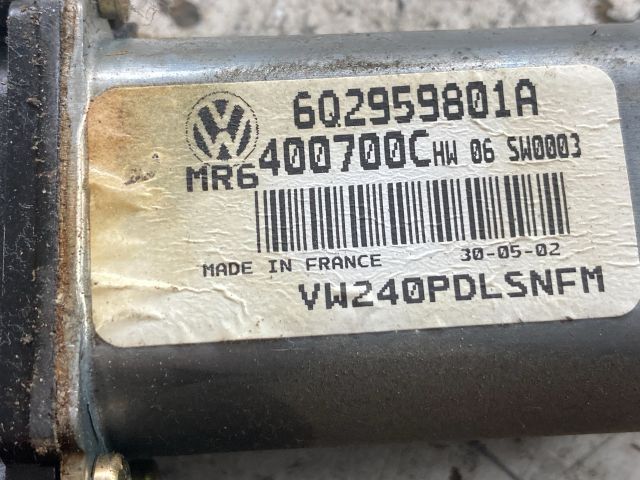 6Q2959801A
MR6400700C HW 06 SW0003
MADE IN FRANCE 30-05-02
VW240PDLSNFM